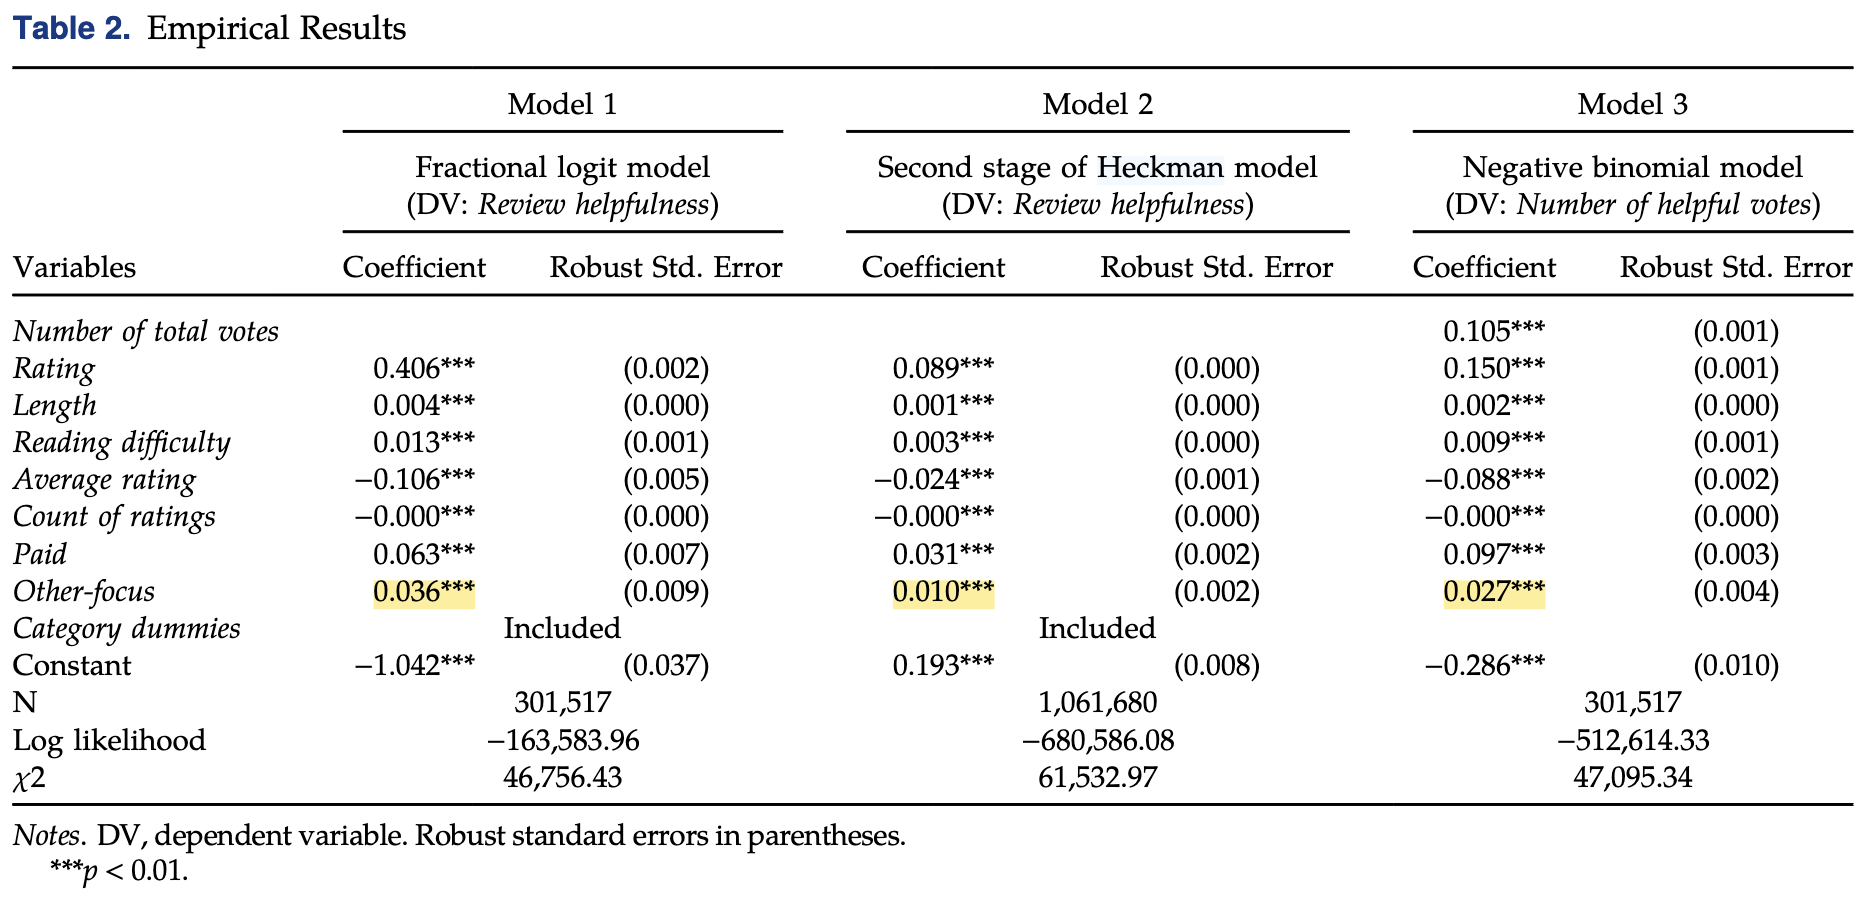 Table 2. Empirical Results
Model 1 Model 2 Model 3
Fractional logit model Second stage of Heckman model Negative binomial model
(DV: Review helpfulness) (DV: Review helpfulness) (DV: Number of helpful votes)
Variables Coefficient Robust Std. Error Coefficient Robust Std. Error Coefficient Robust Std. Error
Number of total votes 0.105*** (0.001)
Rating 0.406*** (0.002) 0.089*** (0.000) 0.150*** (0.001)
Length 0.004*** (0.000) 0.001*** (0.000) 0.002*** (0.000)
Reading difficulty 0.013*** (0.001) 0.003*** (0.000) 0.009*** (0.001)
Average rating −0.106*** (0.005) −0.024*** (0.001) −0.088*** (0.002)
Count of ratings −0.000*** (0.000) −0.000*** (0.000) −0.000*** (0.000)
Paid 0.063*** (0.007) 0.031*** (0.002) 0.097*** (0.003)
Other-focus 0.036*** (0.009) 0.010*** (0.002) 0.027*** (0.004)
Category dummies Included Included
Constant −1.042*** (0.037) 0.193*** (0.008) −0.286*** (0.010)
N 301,517 1,061,680 301,517
Log likelihood −163,583.96 −680,586.08 −512,614.33
χ2 46,756.43 61,532.97 47,095.34
Notes. DV, dependent variable. Robust standard errors in parentheses.
***p < 0.01.